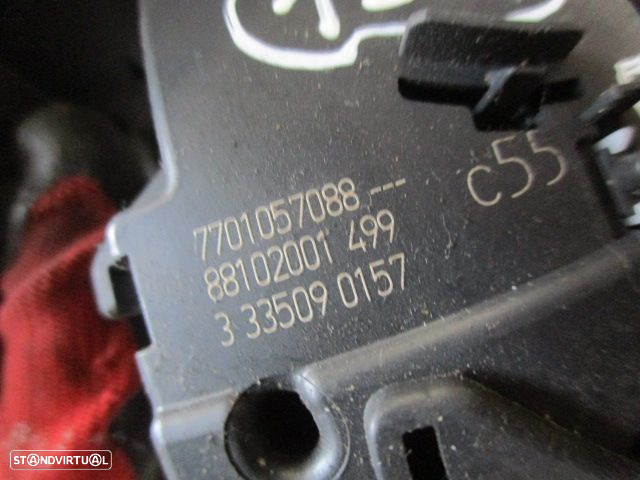 7701057088 ---
88102001 499
3 33509 0157
c55
STANDVIRTUAL